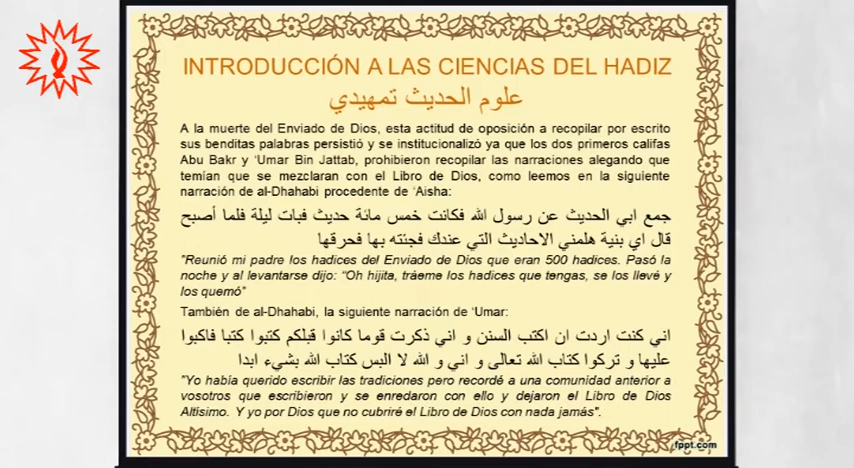 INTRODUCCIÓN A LAS CIENCIAS DEL HADIZ
علوم الحديث تمهيدي
A la muerte del Enviado de Dios, esta actitud de oposición a recopilar por escrito
sus benditas palabras persistió y se institucionalizó ya que los dos primeros califas
Abu Bakr y ‘Umar Bin Jattab, prohibieron recopilar las narraciones alegando que
temían que se mezclaran con el Libro de Dios, como leemos en la siguiente
narración de al-Dhahabi procedente de ‘Aisha:
جمع ابي الحديث عن رسول الله فكانت خمس مائة حديث فبات ليلة فلما أصبح
قال اي بنية هلمني الاحاديث التي عندك فجئته بها فحرقها
"Reunió mi padre los hadices del Enviado de Dios que eran 500 hadices. Pasó la
noche y al levantarse dijo: “Oh hijita, tráeme los hadices que tengas, se los llevé y
los quemó”
También de al-Dhahabi, la siguiente narración de ‘Umar:
اني كنت اردت ان اكتب السنن و اني ذكرت قوما كانوا قبلكم كتبوا كتبا فاكبوا
عليها و تركوا كتاب الله تعالى و اني و الله لا البس كتاب الله بشيء ابدا
"Yo había querido escribir las tradiciones pero recordé a una comunidad anterior a
vosotros que escribieron y se enredaron con ello y dejaron el Libro de Dios
Altísimo. Y yo por Dios que no cubriré el Libro de Dios con nada jamás".
fppt.com